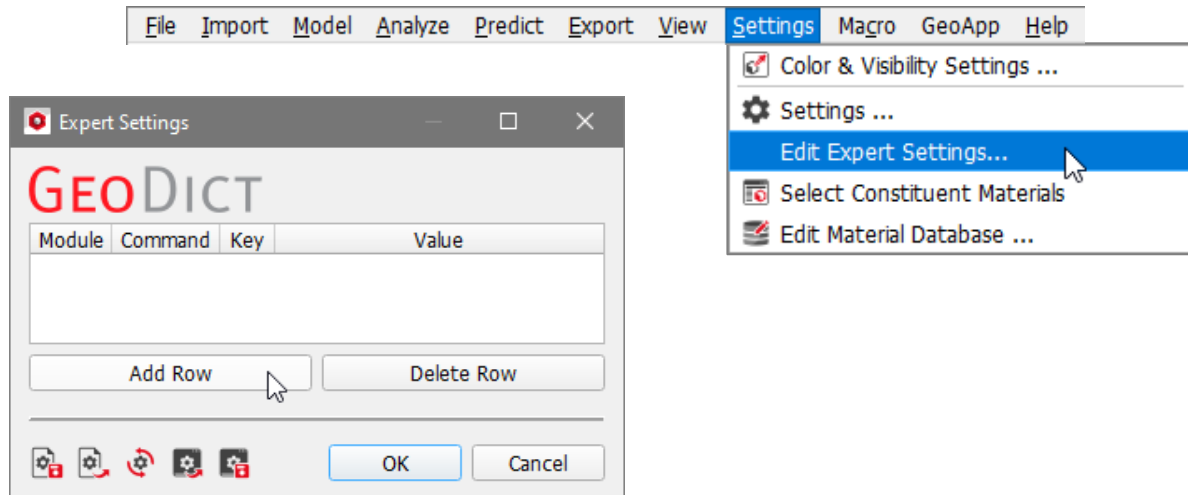 File Import Model Analyze Predict Export View Settings Macro GeoApp Help
Color & Visibility Settings ...
Settings ...
Edit Expert Settings...
Select Constituent Materials
Edit Material Database ...
Expert Settings
GEODICT
Module Command Key Value
Add Row Delete Row
OK Cancel